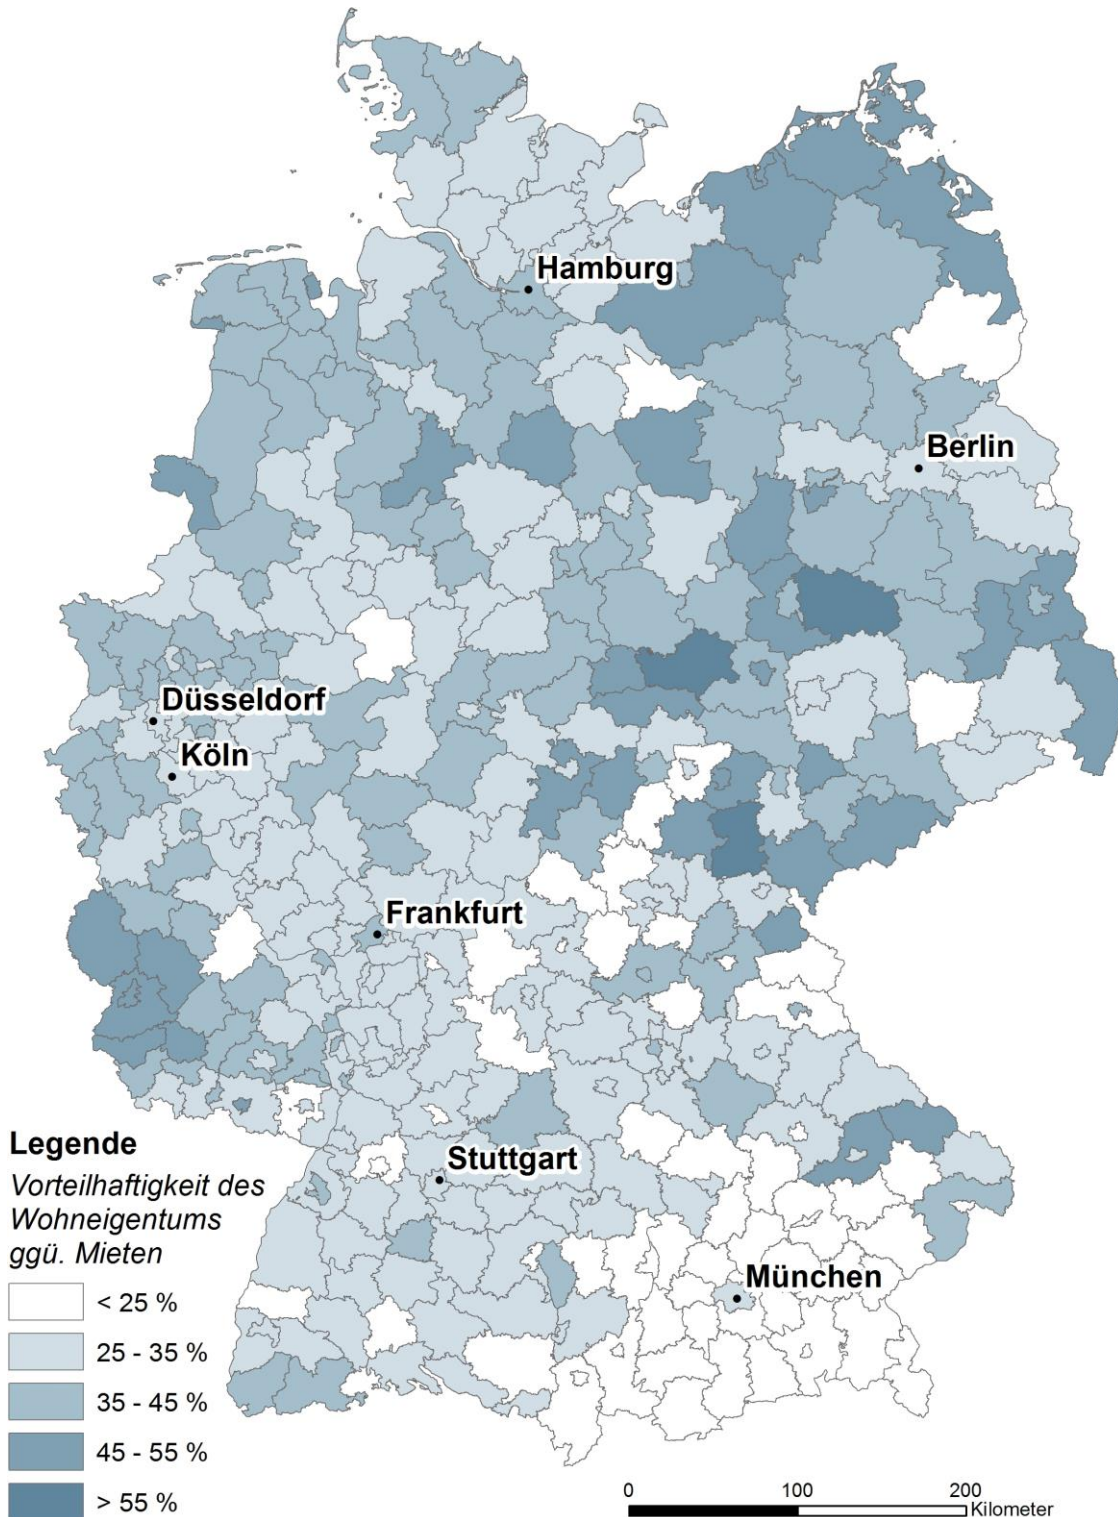 Hamburg
Berlin
Düsseldorf
Köln
Frankfurt
Stuttgart
München
Legende
Vorteilhaftigkeit des
Wohneigentums
ggü. Mieten
< 25 %
25 - 35 %
35 - 45 %
45 - 55 %
> 55 %
0 100 200
Kilometer